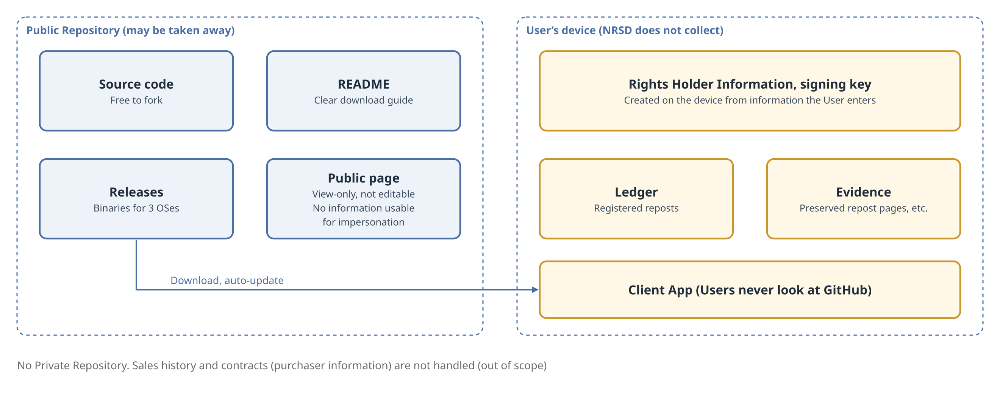 Public Repository (may be taken away)
Source code
Free to fork
README
Clear download guide
Releases
Binaries for 3 OSes
Public page
View-only, not editable
No information usable
for impersonation
Download, auto-update
User’s device (NRSD does not collect)
Rights Holder Information, signing key
Created on the device from information the User enters
Ledger
Registered reposts
Evidence
Preserved repost pages, etc.
Client App (Users never look at GitHub)
No Private Repository. Sales history and contracts (purchaser information) are not handled (out of scope)